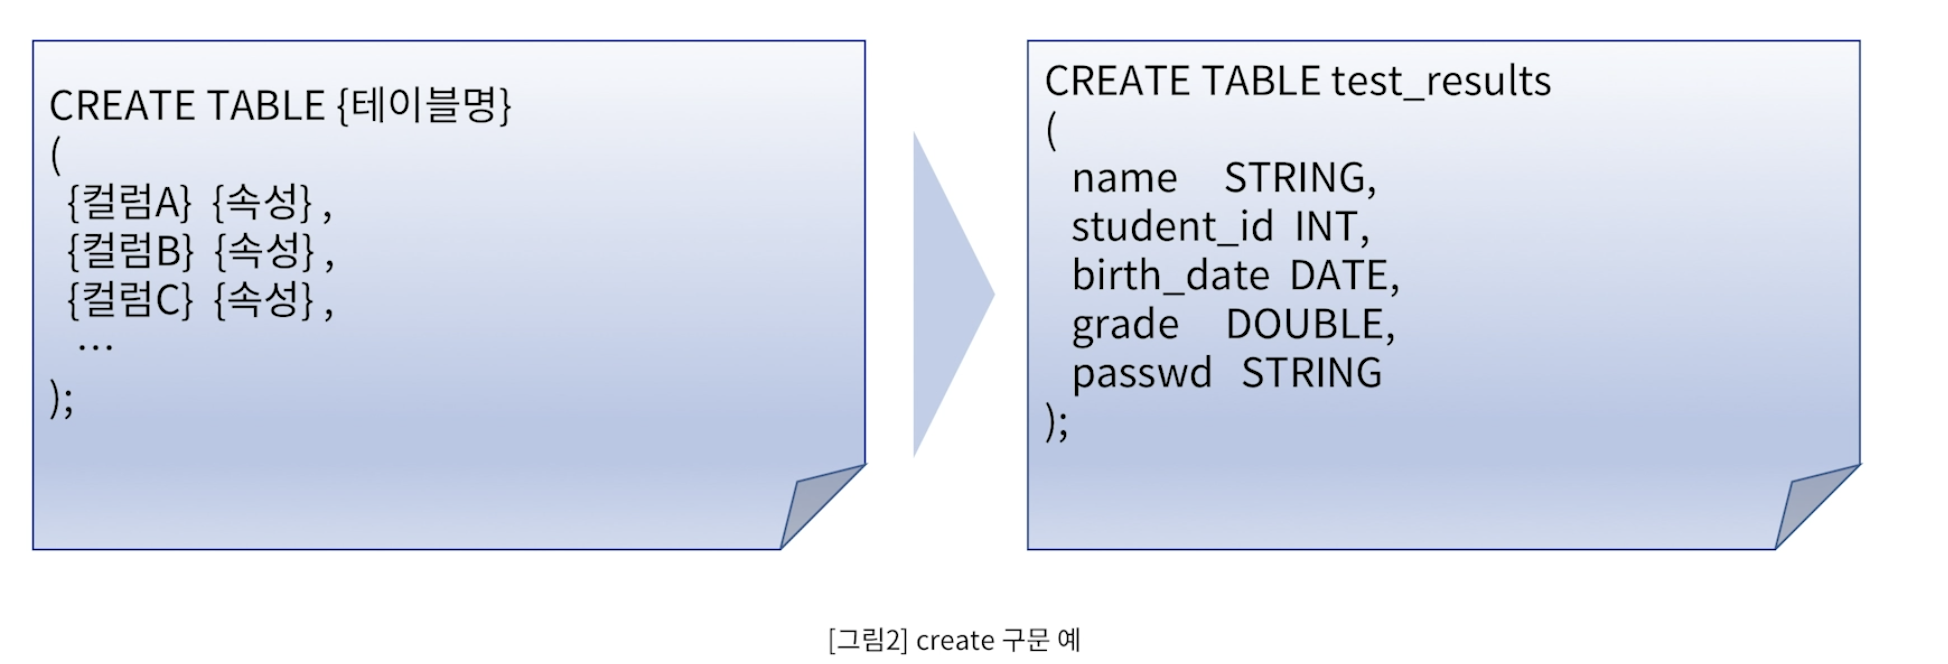 CREATE TABLE {테이블명}
(
{컬럼A} {속성} ,
{컬럼B} {속성} ,
{컬럼C} {속성} ,
…
);
CREATE TABLE test_results
(
name STRING,
student_id INT,
birth_date DATE,
grade DOUBLE,
passwd STRING
);
[그림2] create 구문 예